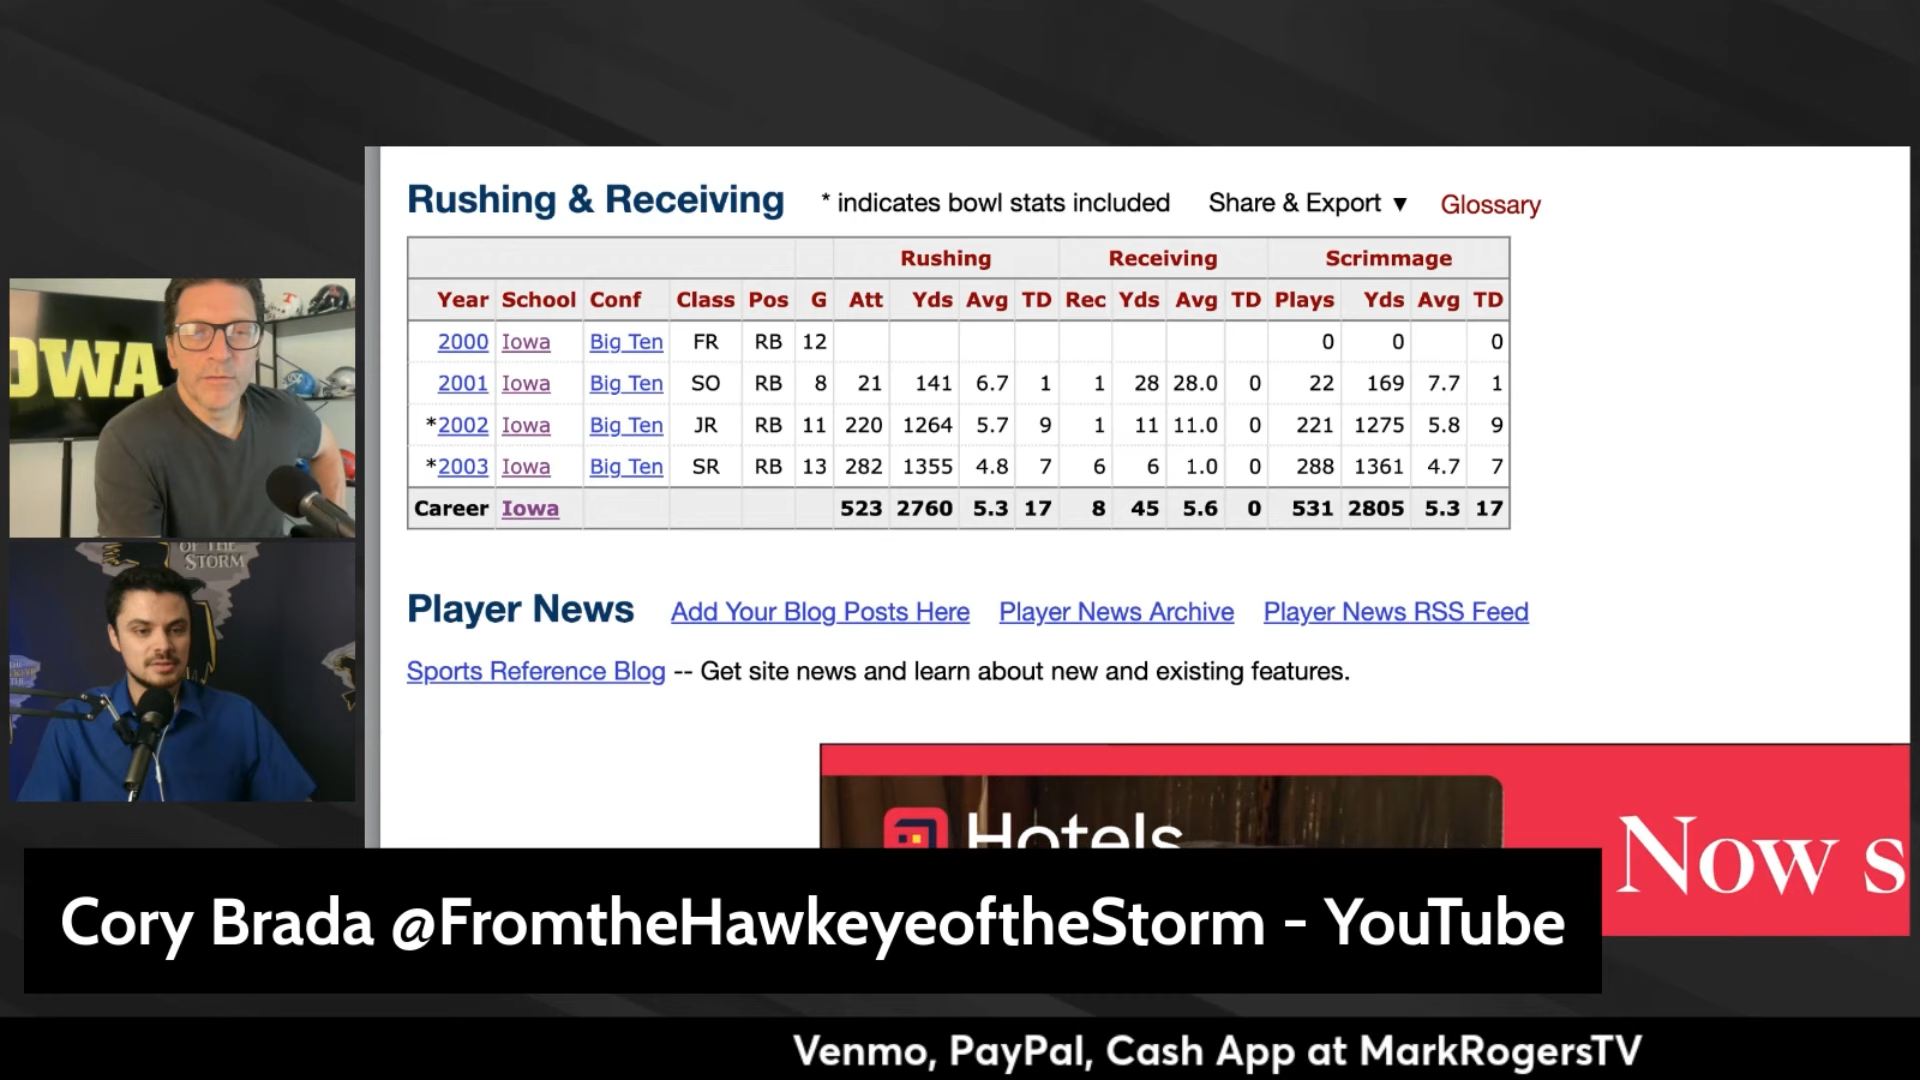 Rushing & Receiving * indicates bowl stats included Share & Export ▼ Glossary
Rushing Receiving Scrimmage
Year School Conf Class Pos G Att Yds Avg TD Rec Yds Avg TD Plays Yds Avg TD
2000 Iowa Big Ten FR RB 12 0 0 0
2001 Iowa Big Ten SO RB 8 21 141 6.7 1 1 28 28.0 0 22 169 7.7 1
*2002 Iowa Big Ten JR RB 11 220 1264 5.7 9 1 11 11.0 0 221 1275 5.8 9
*2003 Iowa Big Ten SR RB 13 282 1355 4.8 7 6 6 1.0 0 288 1361 4.7 7
Career Iowa 523 2760 5.3 17 8 45 5.6 0 531 2805 5.3 17
OWA
OF THE
STORM
Player News Add Your Blog Posts Here Player News Archive Player News RSS Feed
Sports Reference Blog -- Get site news and learn about new and existing features.
Hotels
Now s
Cory Brada @FromtheHawkeyeoftheStorm - YouTube
Venmo, PayPal, Cash App at MarkRogersTV